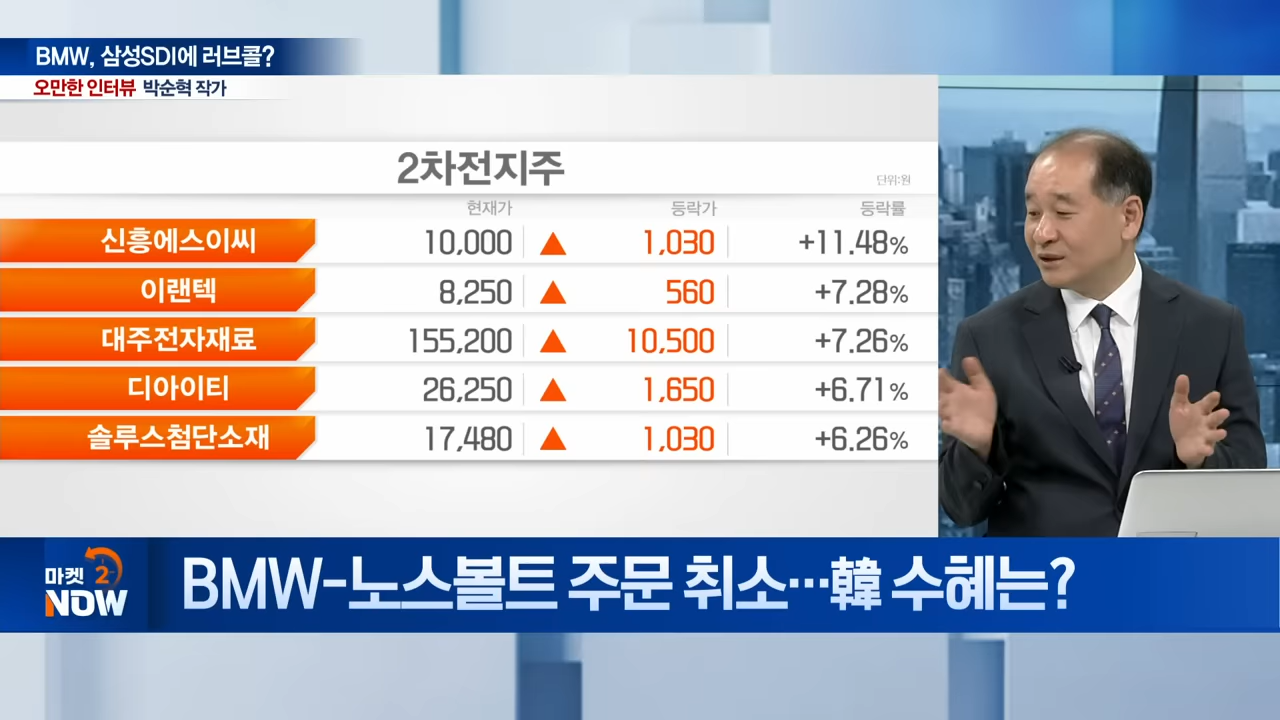 BMW, 삼성SDI에 러브콜?
오만한 인터뷰 박순혁 작가
2차전지주
단위:원
현재가 등락가 등락률
신흥에스이씨 10,000 ▲ 1,030 +11.48%
이랜텍 8,250 ▲ 560 +7.28%
대주전자재료 155,200 ▲ 10,500 +7.26%
디아이티 26,250 ▲ 1,650 +6.71%
솔루스첨단소재 17,480 ▲ 1,030 +6.26%
마켓 2
NOW
BMW-노스볼트 주문 취소…韓 수혜는?